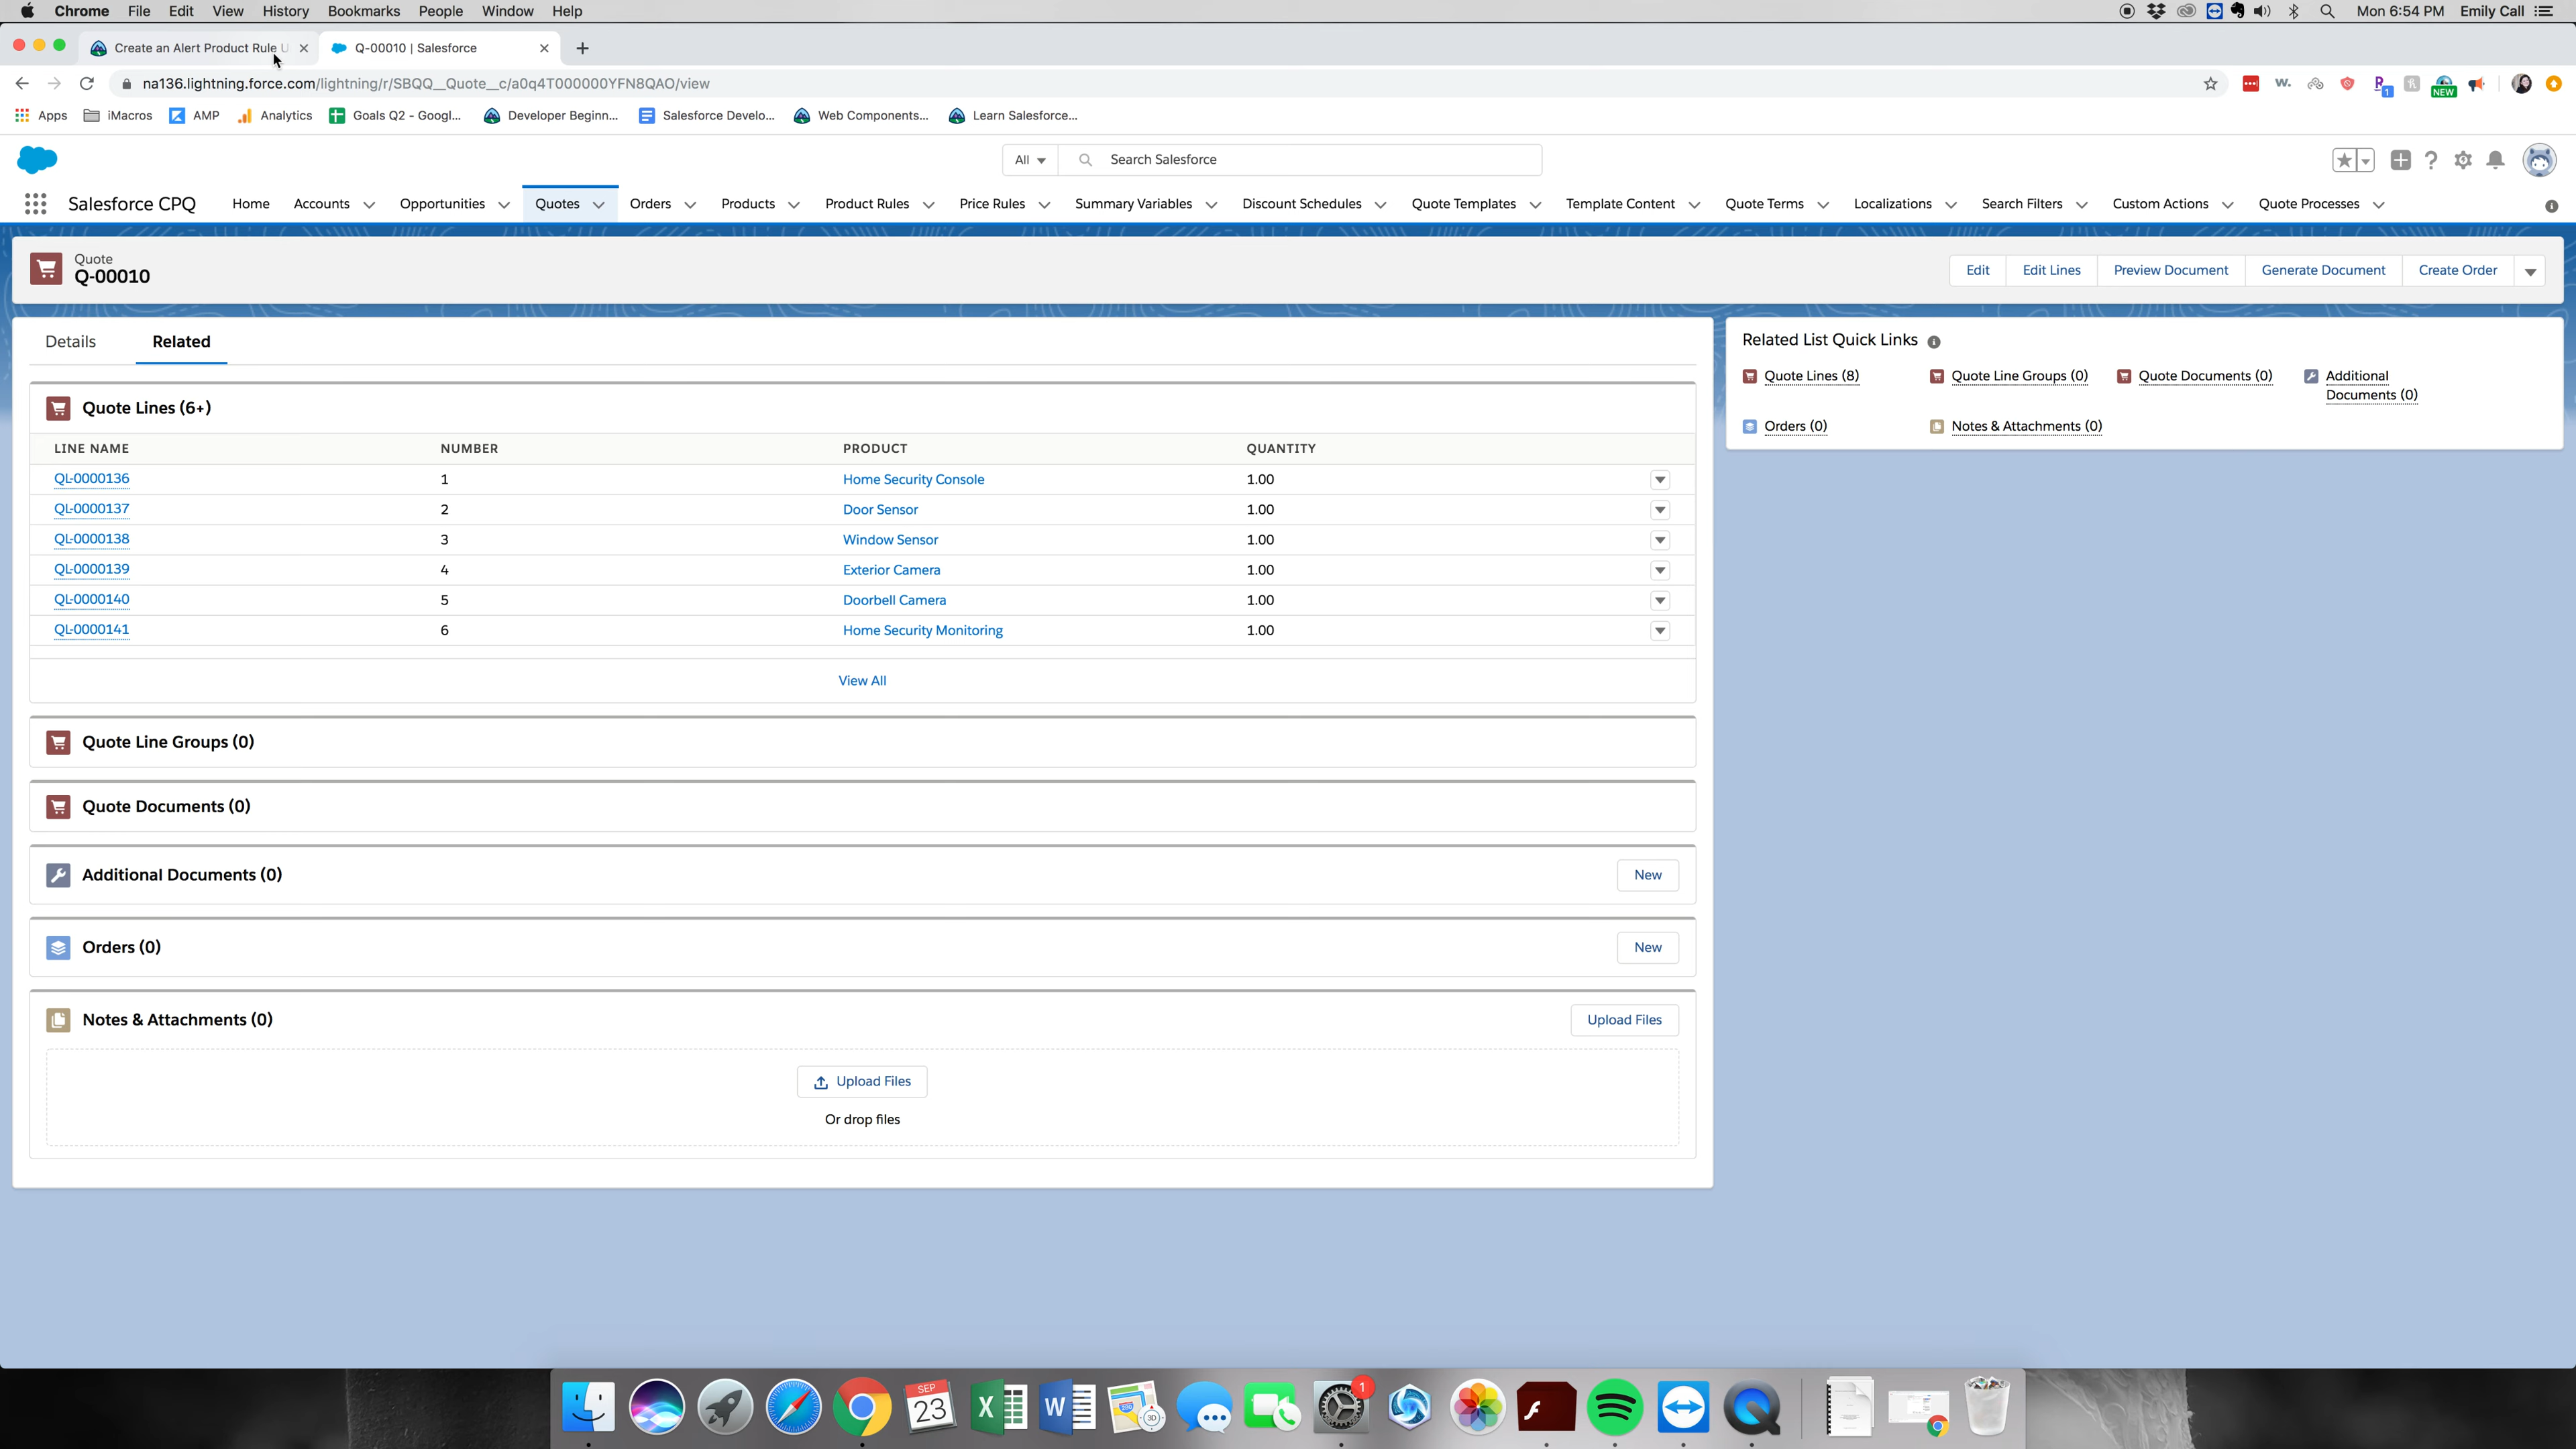 Chrome File Edit View History Bookmarks People Window Help Mon 6:54 PM Emily Call
Create an Alert Product Rule U Q-00010 | Salesforce
na136.lightning.force.com/lightning/r/SBQQ__Quote__c/a0q4T000000YFN8QAO/view
Apps iMacros AMP Analytics Goals Q2 - Googl... Developer Beginn... Salesforce Develo... Web Components... Learn Salesforce...
NEW
1
All Search Salesforce
Salesforce CPQ Home Accounts Opportunities Quotes Orders Products Product Rules Price Rules Summary Variables Discount Schedules Quote Templates Template Content Quote Terms Localizations Search Filters Custom Actions Quote Processes
Quote
Q-00010
Edit Edit Lines Preview Document Generate Document Create Order
Details Related
Quote Lines (6+)
LINE NAME NUMBER PRODUCT QUANTITY
QL-0000136 1 Home Security Console 1.00
QL-0000137 2 Door Sensor 1.00
QL-0000138 3 Window Sensor 1.00
QL-0000139 4 Exterior Camera 1.00
QL-0000140 5 Doorbell Camera 1.00
QL-0000141 6 Home Security Monitoring 1.00
View All
Quote Line Groups (0)
Quote Documents (0)
Additional Documents (0) New
Orders (0) New
Notes & Attachments (0) Upload Files
Upload Files
Or drop files
Related List Quick Links
Quote Lines (8) Quote Line Groups (0) Quote Documents (0) Additional
Documents (0)
Orders (0) Notes & Attachments (0)
SEP
23
1